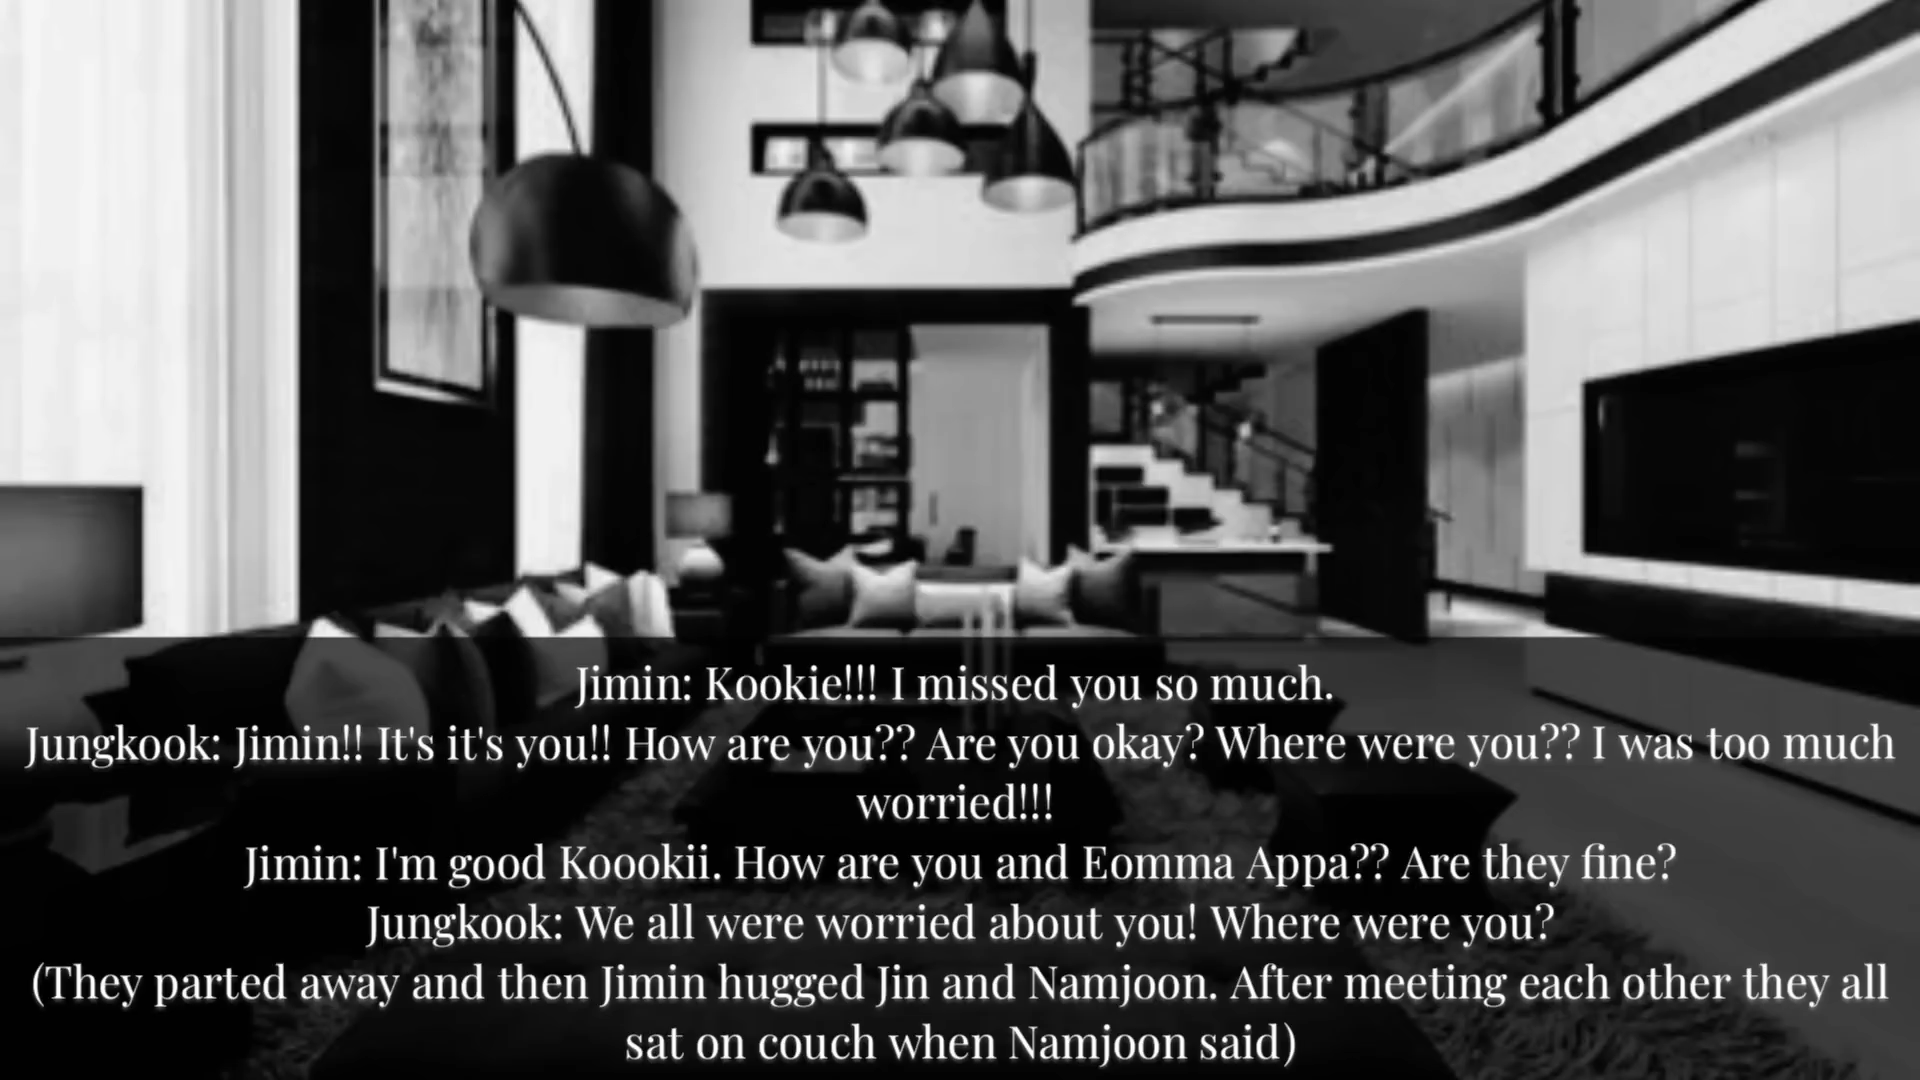 Jimin: Kookie!!! I missed you so much.
Jungkook: Jimin!! It's it's you!! How are you?? Are you okay? Where were you?? I was too much
worried!!!
Jimin: I'm good Koookii. How are you and Eomma Appa?? Are they fine?
Jungkook: We all were worried about you! Where were you?
(They parted away and then Jimin hugged Jin and Namjoon. After meeting each other they all
sat on couch when Namjoon said)